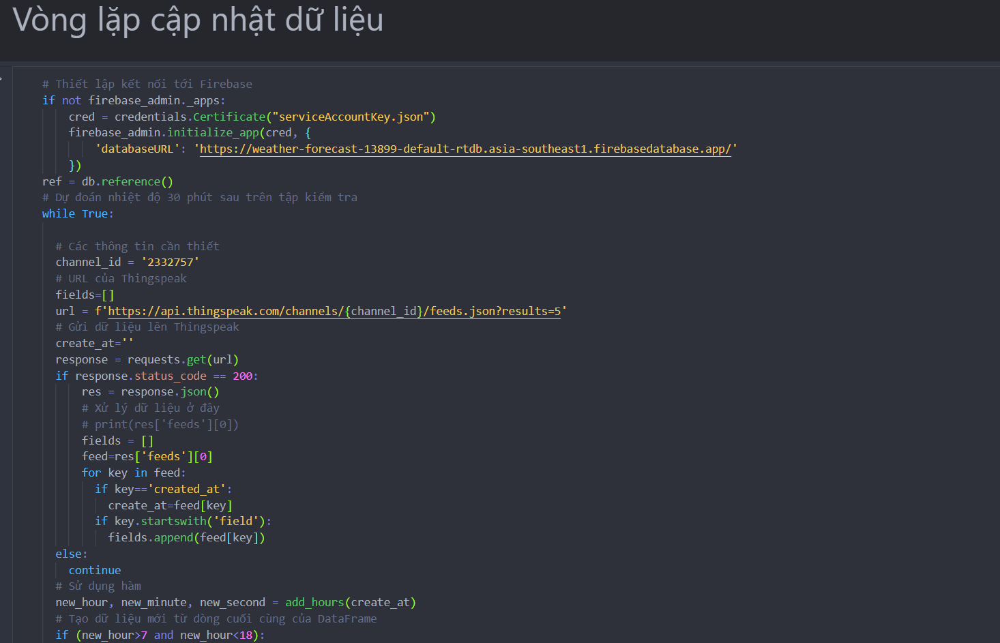 Vòng lặp cập nhật dữ liệu
# Thiết lập kết nối tới Firebase
if not firebase_admin._apps:
cred = credentials.Certificate("serviceAccountKey.json")
firebase_admin.initialize_app(cred, {
'databaseURL': 'https://weather-forecast-13899-default-rtdb.asia-southeast1.firebasedatabase.app/'
})
ref = db.reference()
# Dự đoán nhiệt độ 30 phút sau trên tập kiểm tra
while True:
# Các thông tin cần thiết
channel_id = '2332757'
# URL của Thingspeak
fields=[]
url = f'https://api.thingspeak.com/channels/{channel_id}/feeds.json?results=5'
# Gửi dữ liệu lên Thingspeak
create_at=''
response = requests.get(url)
if response.status_code == 200:
res = response.json()
# Xử lý dữ liệu ở đây
# print(res['feeds'][0])
fields = []
feed=res['feeds'][0]
for key in feed:
if key=='created_at':
create_at=feed[key]
if key.startswith('field'):
fields.append(feed[key])
else:
continue
# Sử dụng hàm
new_hour, new_minute, new_second = add_hours(create_at)
# Tạo dữ liệu mới từ dòng cuối cùng của DataFrame
if (new_hour>7 and new_hour<18):